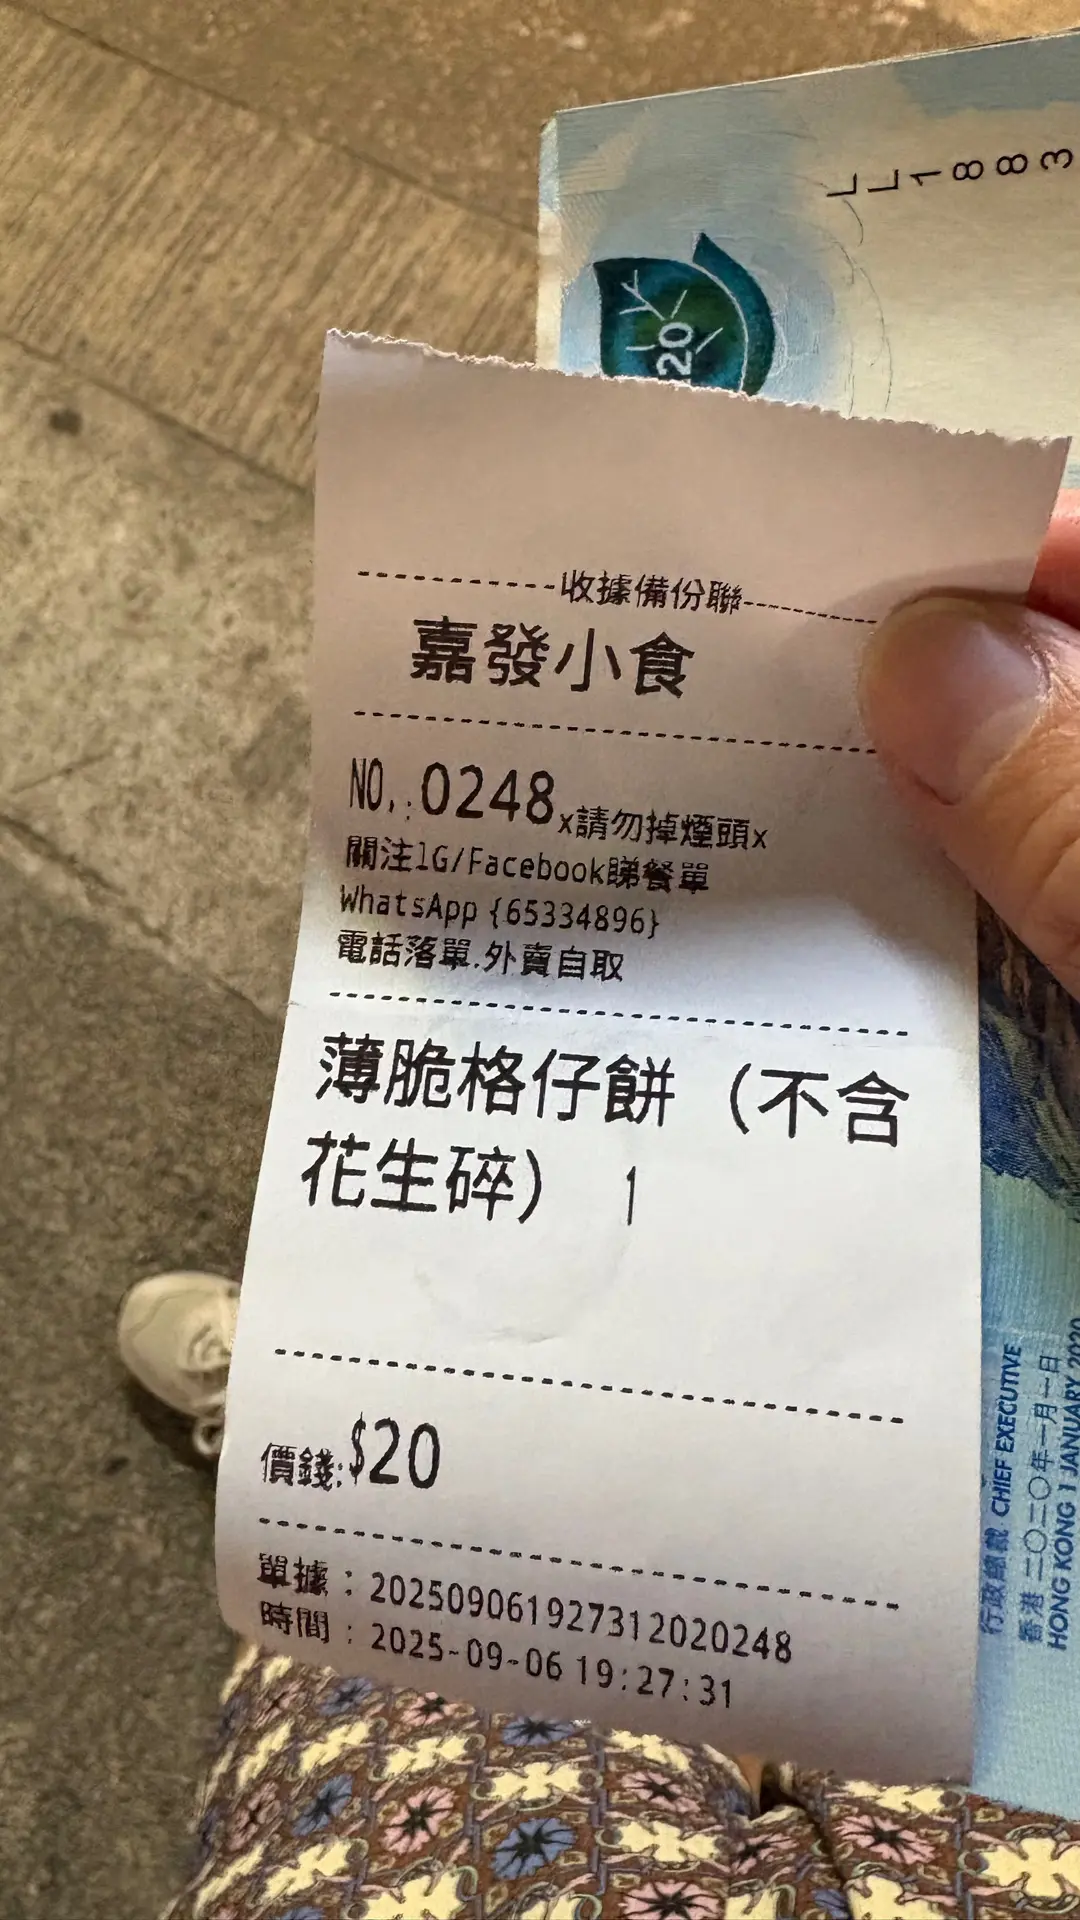 LL1883
20
----------收據備份聯----------
嘉發小食
NO.:0248x請勿掉煙頭x
關注IG/Facebook睇餐單
WhatsApp {65334896}
電話落單.外賣自取
薄脆格仔餅（不含
花生碎） 1
價錢:$20
單據：202509061927312020248
時間：2025-09-06 19:27:31
行政總裁 CHIEF EXECUTIVE
香港 二〇二〇年一月一日
HONG KONG 1 JANUARY 2020